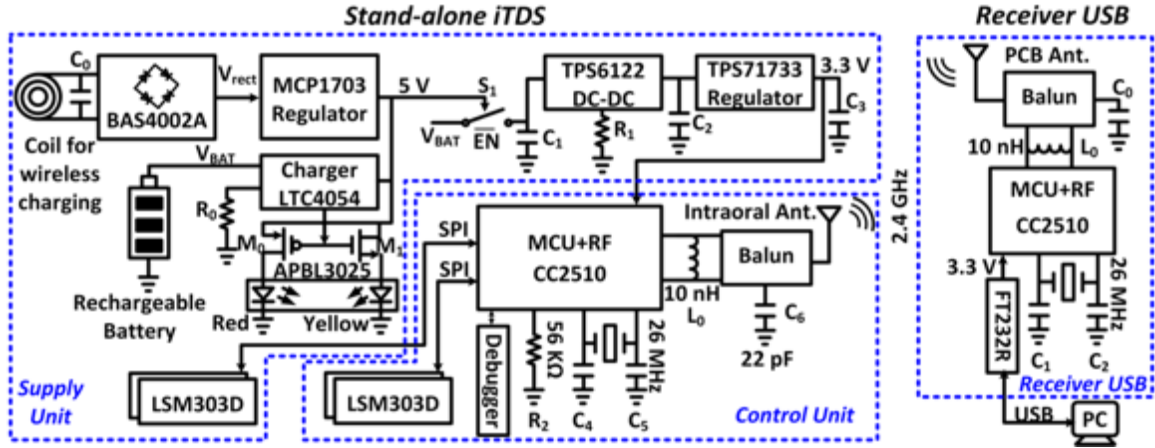 Stand-alone iTDS
Receiver USB
C0
BAS4002A
Vrect
MCP1703
Regulator
5 V
S1
VBAT
EN
C1
TPS6122
DC-DC
R1
C2
TPS71733
Regulator
3.3 V
C3
Coil for
wireless
charging
VBAT
Charger
LTC4054
R0
M0
M1
APBL3025
Red
Yellow
Rechargeable
Battery
LSM303D
Supply
Unit
SPI
SPI
MCU+RF
CC2510
Intraoral Ant.
Balun
10 nH
L0
C6
22 pF
Debugger
56 KΩ
R2
C4
C5
26 MHz
LSM303D
Control Unit
2.4 GHz
PCB Ant.
Balun
C0
10 nH
L0
MCU+RF
CC2510
3.3 V
FT232R
C1
C2
26 MHz
Receiver USB
USB
PC